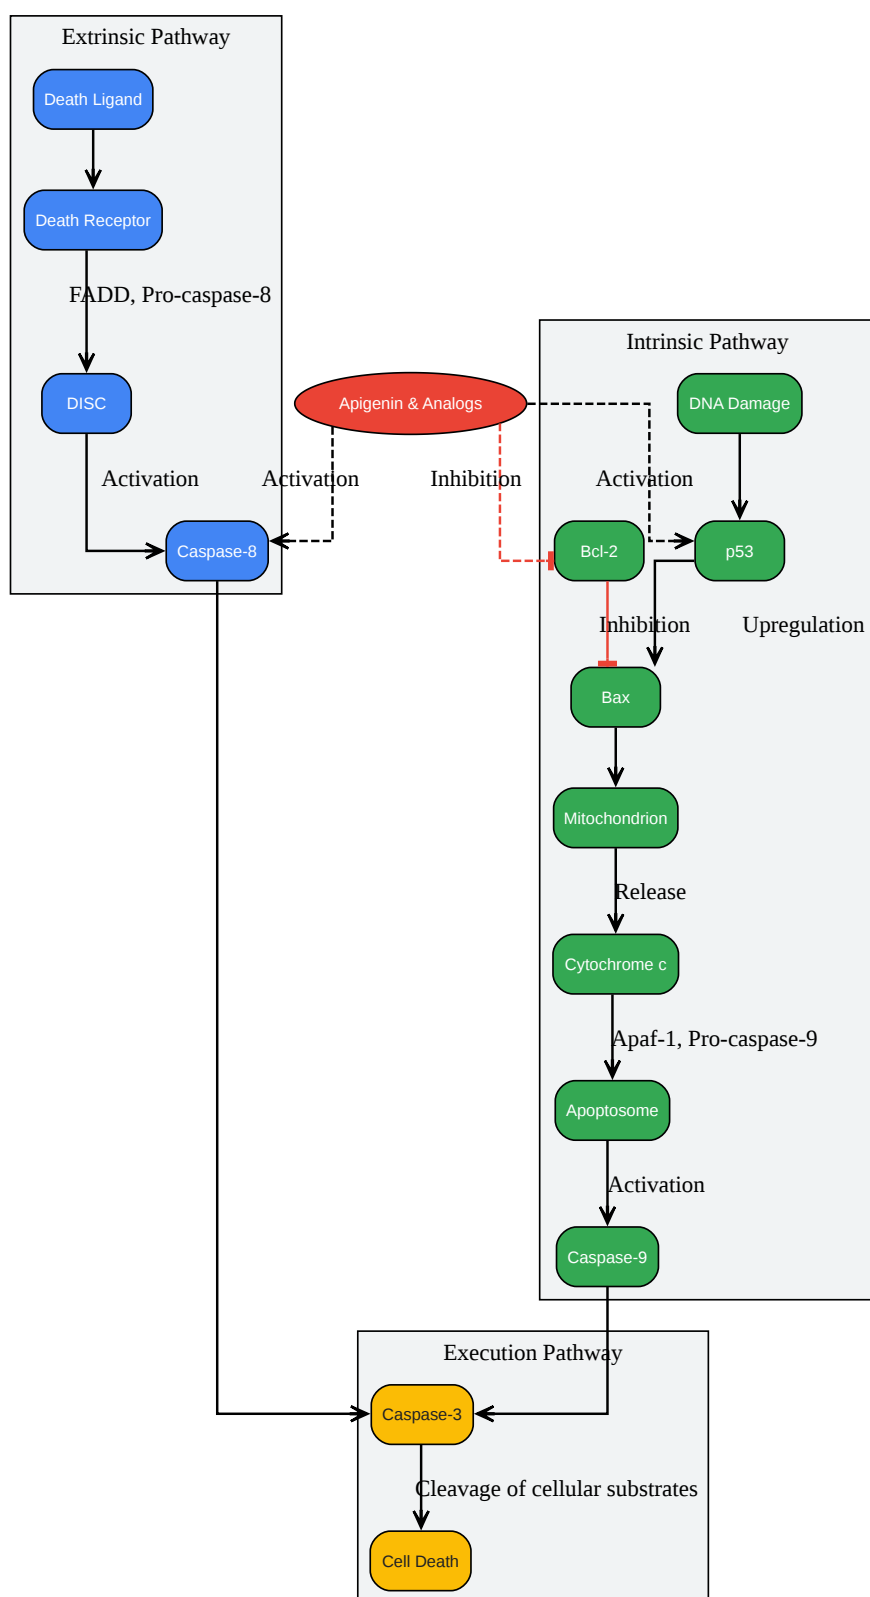 Extrinsic Pathway
Death Ligand
Death Receptor
FADD, Pro-caspase-8
DISC
Activation
Caspase-8
Apigenin & Analogs
Activation
Inhibition
Activation
Intrinsic Pathway
DNA Damage
Bcl-2
p53
Inhibition
Upregulation
Bax
Mitochondrion
Release
Cytochrome c
Apaf-1, Pro-caspase-9
Apoptosome
Activation
Caspase-9
Execution Pathway
Caspase-3
Cleavage of cellular substrates
Cell Death